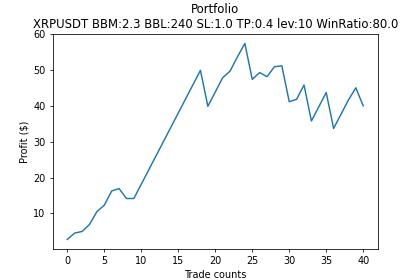 Portfolio
XRPUSDT BBM:2.3 BBL:240 SL:1.0 TP:0.4 lev:10 WinRatio:80.0
60
50
40
30
20
10
Profit ($)
0 5 10 15 20 25 30 35 40
Trade counts